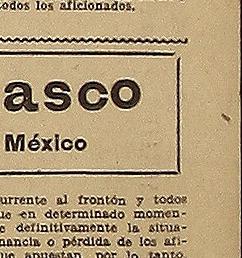 todos los aficionados.
asco
México
urrente al frontón y todos
ue en determinado momen-
e definitivamente la situa-
nancia o pérdida de los afi-
ue apuestan, por lo tanto,